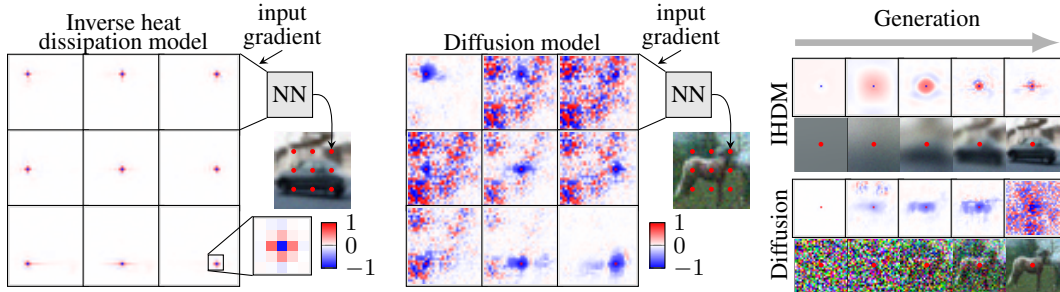 Inverse heat
dissipation model
input
gradient
NN
1
0
−1
Diffusion model
input
gradient
NN
1
0
−1
Generation
IHDM
Diffusion